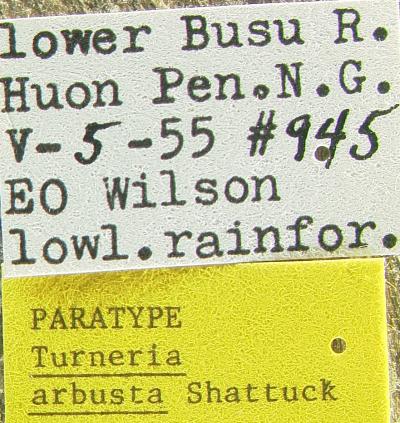 lower Busu R.
Huon Pen.N.G.
V-5-55 #945
EO Wilson
lowl.rainfor.
PARATYPE
Turneria
arbusta Shattuck